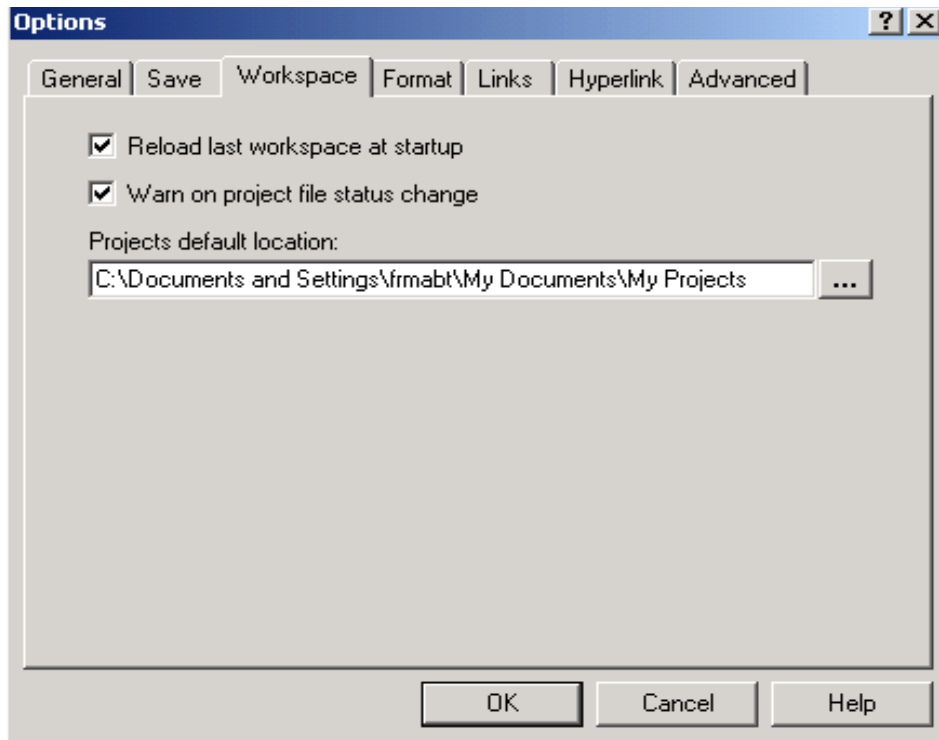 Options
General Save Workspace Format Links Hyperlink Advanced
Reload last workspace at startup
Warn on project file status change
Projects default location:
C:\Documents and Settings\frmabt\My Documents\My Projects ...
OK Cancel Help